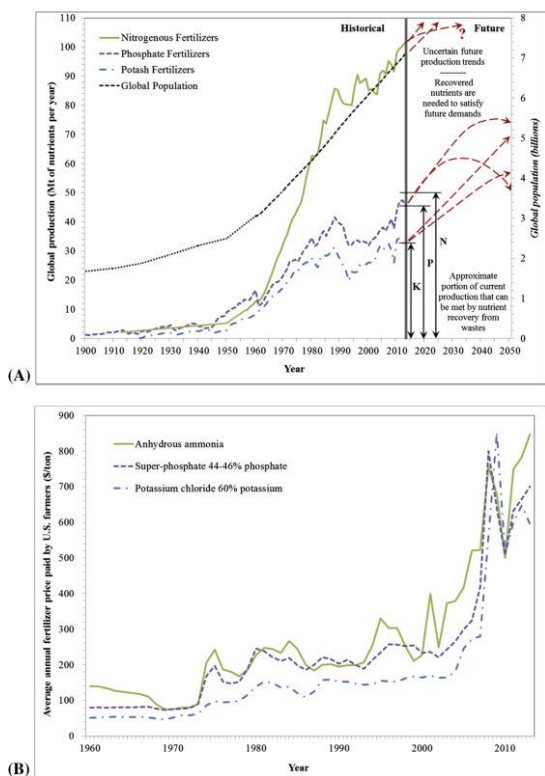 Historical Future
Nitrogenous Fertilizers
Phosphate Fertilizers
Potash Fertilizers
Global Population
?
Uncertain future
production trends
Recovered
nutrients are
needed to satisfy
future demands
N
P
K
Approximate
portion of current
production that can
be met by nutrient
recovery from
wastes
Global production (Mt of nutrients per year)
110
100
90
80
70
60
50
40
30
20
10
0
Global population (billions)
8
7
6
5
4
3
2
1
0
1900 1910 1920 1930 1940 1950 1960 1970 1980 1990 2000 2010 2020 2030 2040 2050
Year
(A)
Average annual fertilizer price paid by U.S. farmers ($/ton)
900
800
700
600
500
400
300
200
100
0
Anhydrous ammonia
Super-phosphate 44-46% phosphate
Potassium chloride 60% potassium
1960 1970 1980 1990 2000 2010
Year
(B)